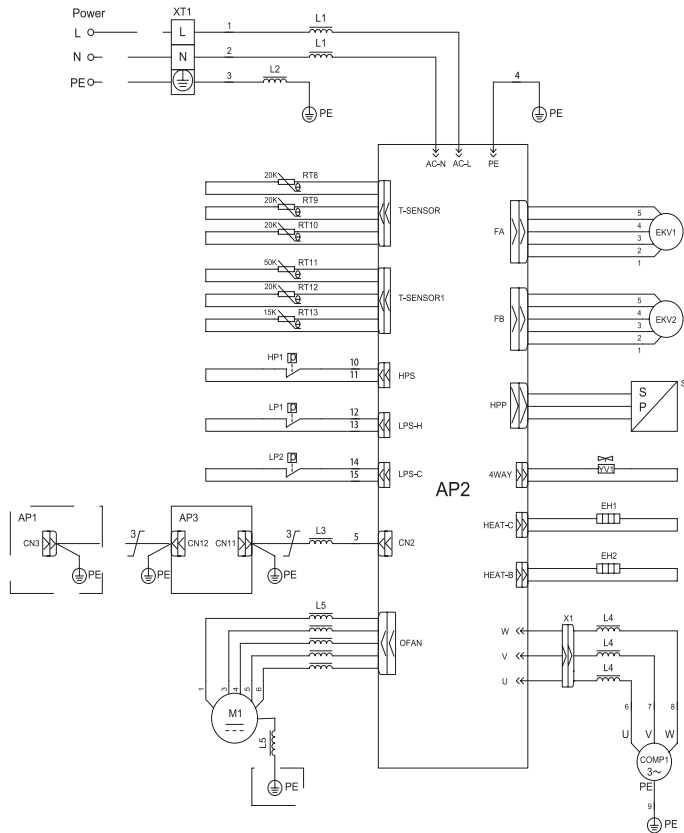 Power
XT1
L
L
1
L1
N
N
2
L1
PE
3
L2
4
PE
PE
AC-N
AC-L
PE
20K
RT8
20K
RT9
20K
RT10
T-SENSOR
50K
RT11
20K
RT12
15K
RT13
T-SENSOR1
FA
5
4
3
2
1
EKV1
FB
5
4
3
2
1
EKV2
HP1
P
10
11
HPS
LP1
P
12
13
LPS-H
LP2
P
14
15
LPS-C
HPP
S
P
S
AP2
4WAY
YV1
HEAT-C
EH1
HEAT-B
EH2
AP1
CN3
PE
3
AP3
CN12
CN11
PE
PE
3
L3
5
CN2
L5
OFAN
1
3
4
5
6
M1
L5
PE
W
V
U
X1
L4
L4
L4
6
7
8
U
V
W
COMP1
3~
PE
9
PE